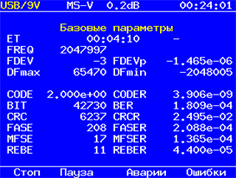 USB/9V MS-V 0.2dB 00:24:01
Базовые параметры
ET 00:04:10 -
FREQ 2047997
FDEV -3 FDEVp -1.465e-06
DFmax 65470 DFmin -2048005
CODE 2.000e+00 CODER 3.906e-09
BIT 42730 BER 1.809e-04
CRC 6237 CRCR 2.495e-02
FASE 208 FASER 2.088e-04
MFSE 17 MFSER 1.365e-04
REBE 11 REBER 4.400e-05
Стоп Пауза Аварии Ошибки